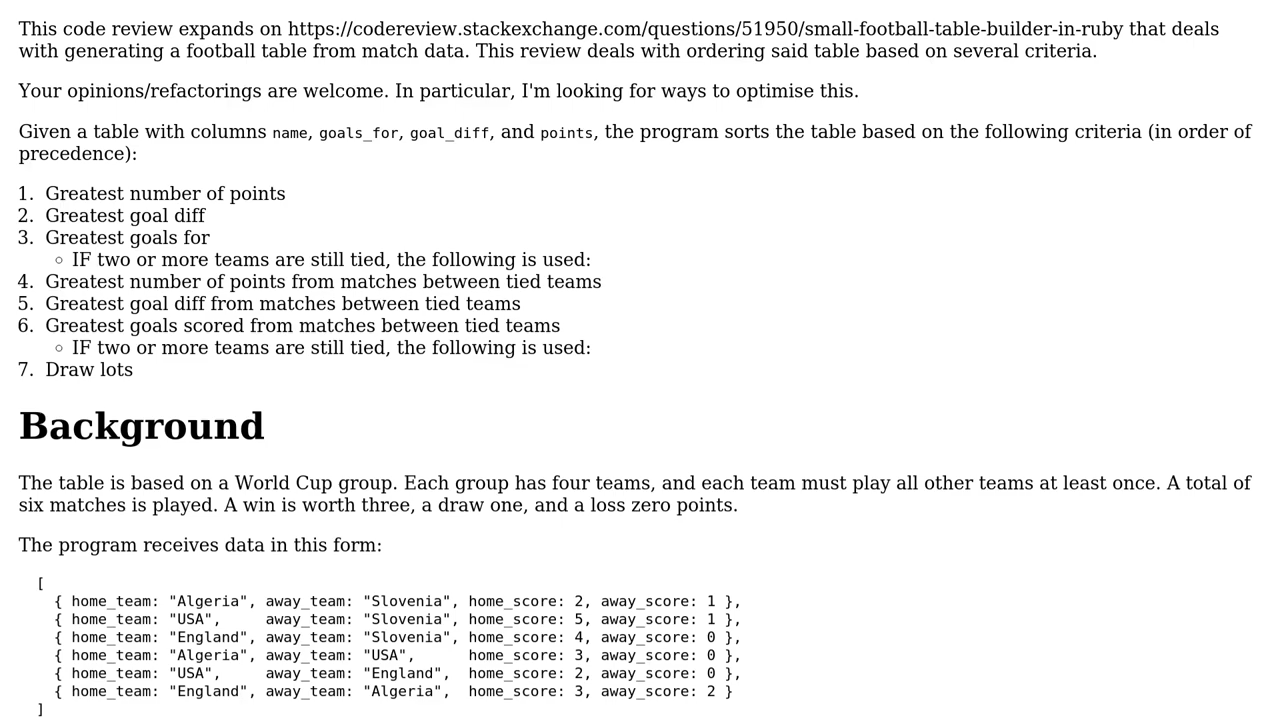 This code review expands on https://codereview.stackexchange.com/questions/51950/small-football-table-builder-in-ruby that deals
with generating a football table from match data. This review deals with ordering said table based on several criteria.
Your opinions/refactorings are welcome. In particular, I'm looking for ways to optimise this.
Given a table with columns name, goals_for, goal_diff, and points, the program sorts the table based on the following criteria (in order of
precedence):
1. Greatest number of points
2. Greatest goal diff
3. Greatest goals for
◦ IF two or more teams are still tied, the following is used:
4. Greatest number of points from matches between tied teams
5. Greatest goal diff from matches between tied teams
6. Greatest goals scored from matches between tied teams
◦ IF two or more teams are still tied, the following is used:
7. Draw lots
Background
The table is based on a World Cup group. Each group has four teams, and each team must play all other teams at least once. A total of
six matches is played. A win is worth three, a draw one, and a loss zero points.
The program receives data in this form:
[
  { home_team: "Algeria", away_team: "Slovenia", home_score: 2, away_score: 1 },
  { home_team: "USA",     away_team: "Slovenia", home_score: 5, away_score: 1 },
  { home_team: "England", away_team: "Slovenia", home_score: 4, away_score: 0 },
  { home_team: "Algeria", away_team: "USA",      home_score: 3, away_score: 0 },
  { home_team: "USA",     away_team: "England",  home_score: 2, away_score: 0 },
  { home_team: "England", away_team: "Algeria",  home_score: 3, away_score: 2 }
]